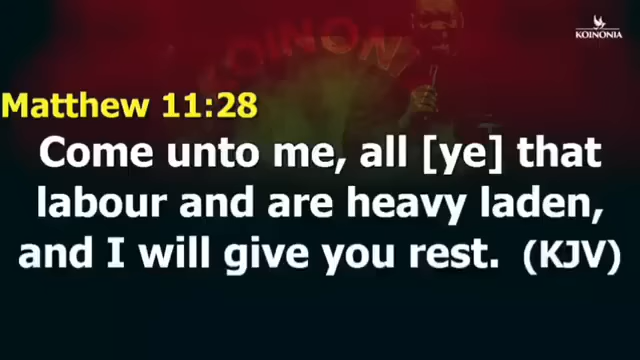 KOINONIA
KOINONIA
Matthew 11:28
Come unto me, all [ye] that
labour and are heavy laden,
and I will give you rest. (KJV)